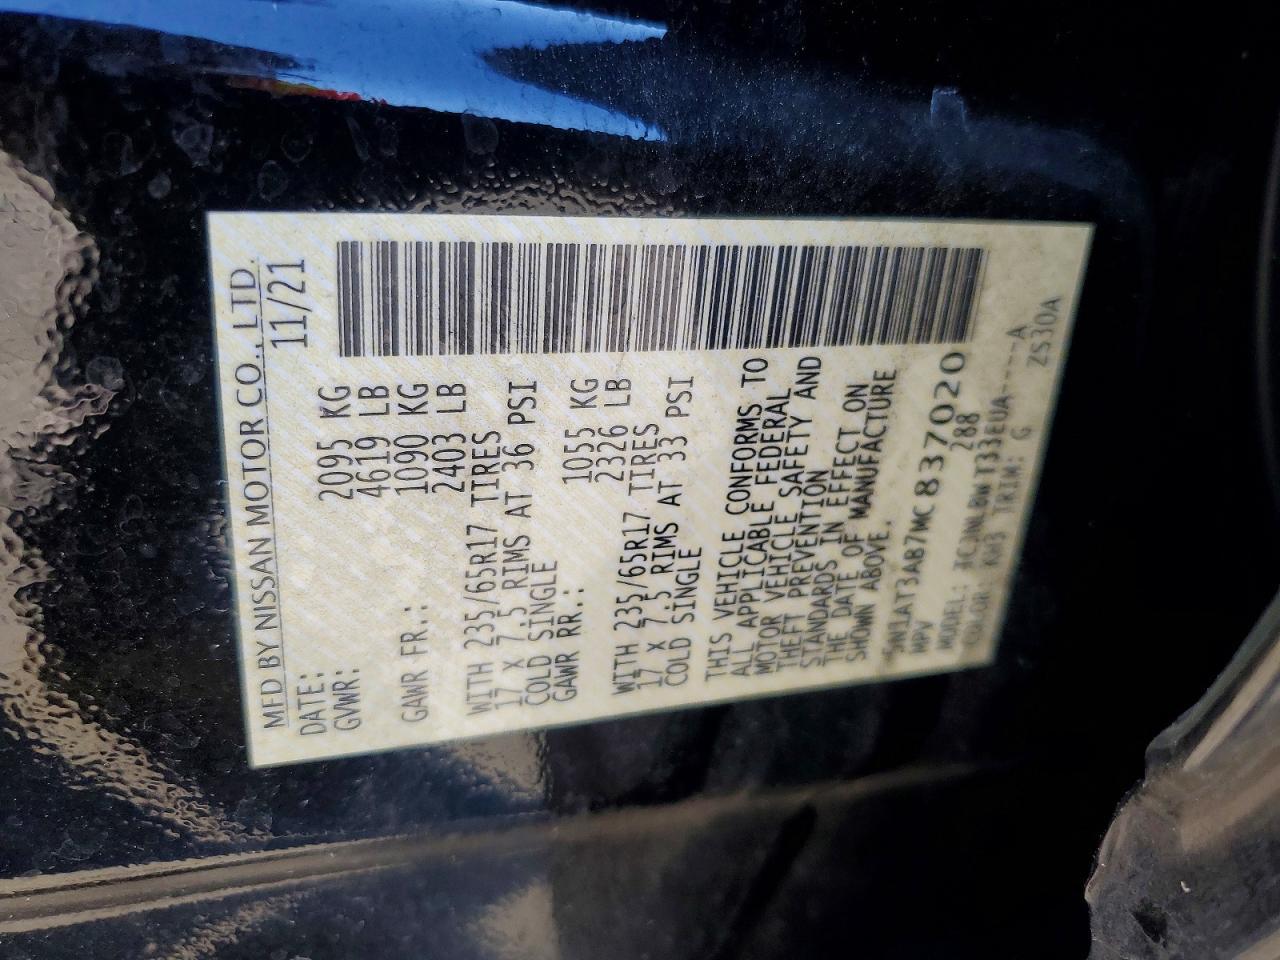 MFD BY NISSAN MOTOR CO., LTD.
DATE: 11/21
GVWR: 2095 KG
4619 LB
GAWR FR.: 1090 KG
2403 LB
WITH 235/65R17 TIRES
17 X 7.5 RIMS AT 36 PSI
COLD SINGLE
GAWR RR.: 1055 KG
2326 LB
WITH 235/65R17 TIRES
17 X 7.5 RIMS AT 33 PSI
COLD SINGLE
THIS VEHICLE CONFORMS TO
ALL APPLICABLE FEDERAL
MOTOR VEHICLE SAFETY AND
THEFT PREVENTION
STANDARDS IN EFFECT ON
THE DATE OF MANUFACTURE
SHOWN ABOVE.
5N1AT3AB7MC837020
MPV 288
MODEL: TCJNLBWT33EUA-----A
COLOR: KH3 TRIM: G ZS30A